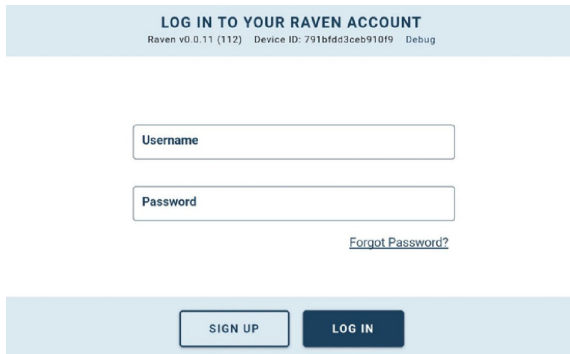 LOG IN TO YOUR RAVEN ACCOUNT
Raven v0.0.11 (112) Device ID: 791bfdd3ceb910f9 Debug
Username
Password
Forgot Password?
SIGN UP LOG IN